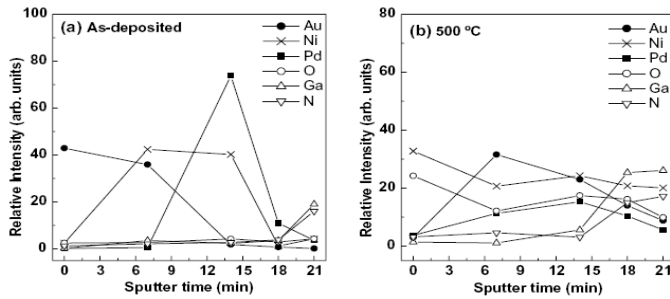 (a) As-deposited
Au
Ni
Pd
O
Ga
N
100
80
60
40
20
0
0 3 6 9 12 15 18 21
Relative Intensity (arb. units)
Sputter time (min)
(b) 500 ºC
Au
Ni
Pd
O
Ga
N
80
60
40
20
0
0 3 6 9 12 15 18 21
Relative Intensity (arb. units)
Sputter time (min)